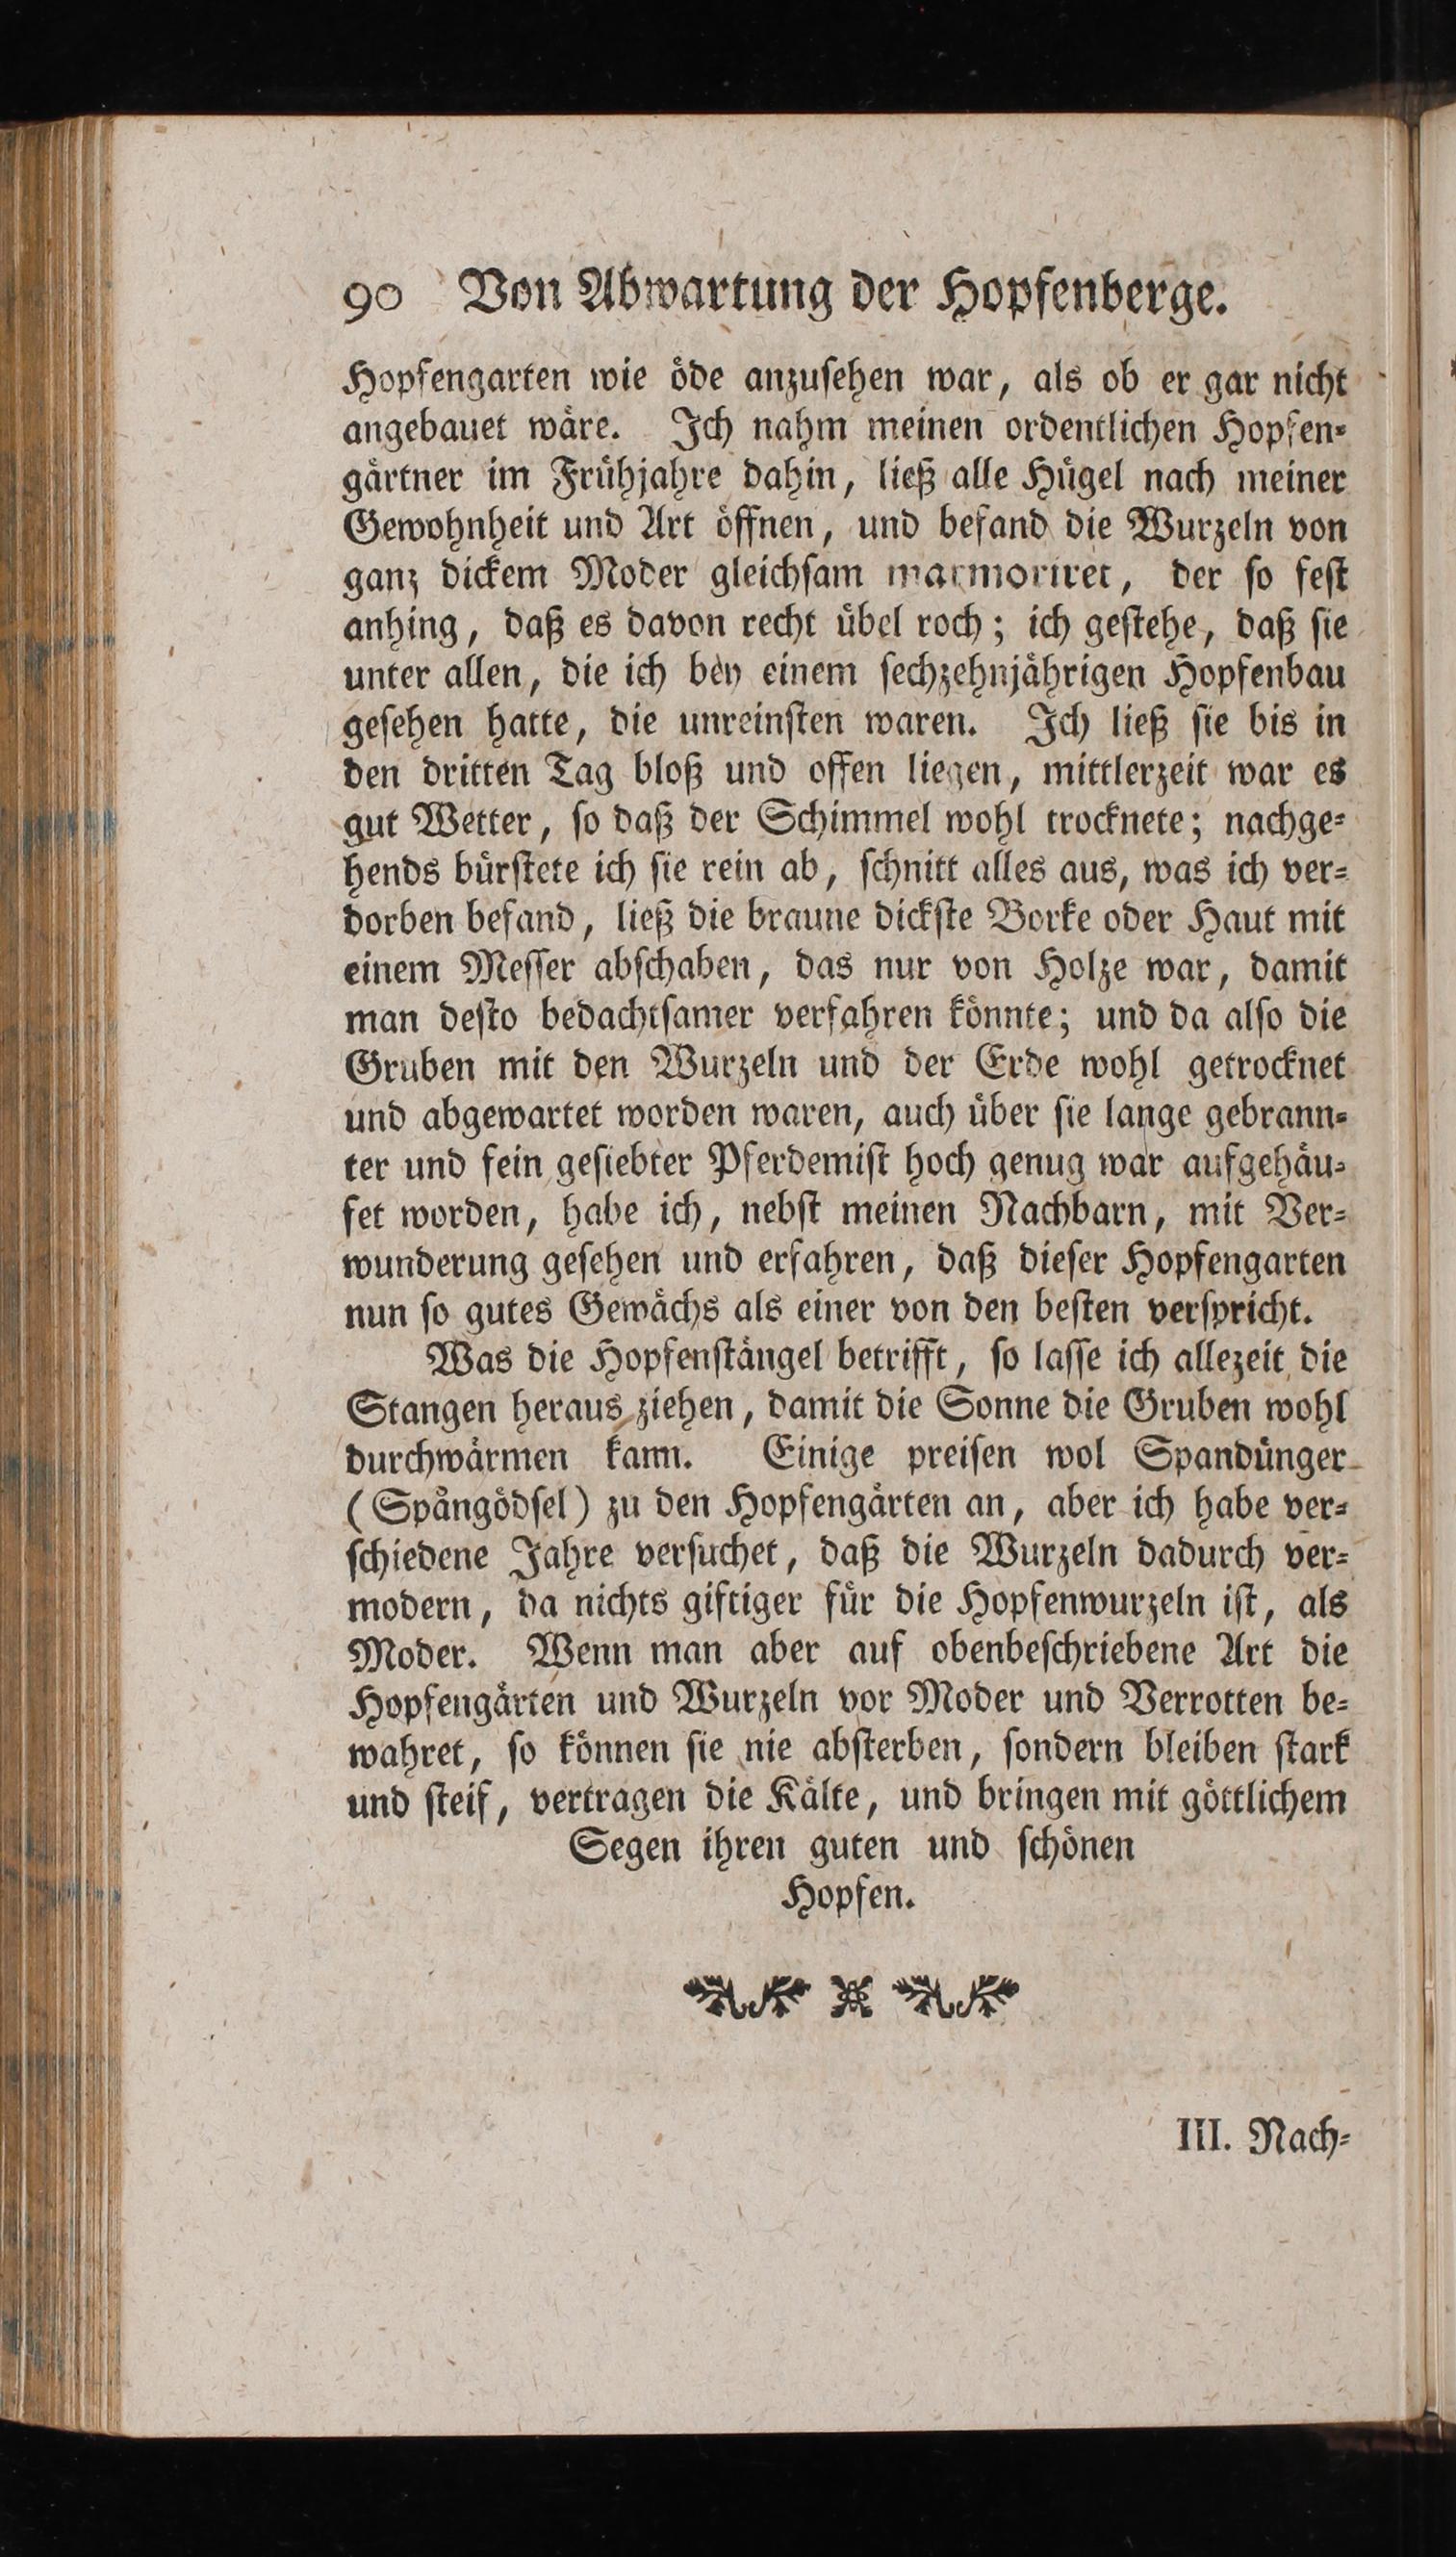 90 Von Abwartung der Hopfenberge.
Hopfengarten wie öde anzuſehen war, als ob er gar nicht
angebauet wäre. Ich nahm meinen ordentlichen Hopfen-
gärtner im Frühjahre dahin, ließ alle Hügel nach meiner
Gewohnheit und Art öffnen, und befand die Wurzeln von
ganz dickem Moder gleichſam marmoriret, der ſo feſt
anhing, daß es davon recht übel roch; ich geſtehe, daß ſie
unter allen, die ich bey einem ſechzehnjährigen Hopfenbau
geſehen hatte, die unreinſten waren. Ich ließ ſie bis in
den dritten Tag bloß und offen liegen, mittlerzeit war es
gut Wetter, ſo daß der Schimmel wohl trocknete; nachge-
hends bürſtete ich ſie rein ab, ſchnitt alles aus, was ich ver-
dorben befand, ließ die braune dickſte Borke oder Haut mit
einem Meſſer abſchaben, das nur von Holze war, damit
man deſto bedachtſamer verfahren könnte; und da alſo die
Gruben mit den Wurzeln und der Erde wohl getrocknet
und abgewartet worden waren, auch über ſie lange gebrann-
ter und fein geſiebter Pferdemiſt hoch genug war aufgehäu-
fet worden, habe ich, nebſt meinen Nachbarn, mit Ver-
wunderung geſehen und erfahren, daß dieſer Hopfengarten
nun ſo gutes Gewächs als einer von den beſten verſpricht.
Was die Hopfenſtängel betrifft, ſo laſſe ich allezeit die
Stangen heraus ziehen, damit die Sonne die Gruben wohl
durchwärmen kann. Einige preiſen wol Spandünger
(Spångödſel) zu den Hopfengärten an, aber ich habe ver-
ſchiedene Jahre verſuchet, daß die Wurzeln dadurch ver-
modern, da nichts giftiger für die Hopfenwurzeln iſt, als
Moder. Wenn man aber auf obenbeſchriebene Art die
Hopfengärten und Wurzeln vor Moder und Verrotten be-
wahret, ſo können ſie nie abſterben, ſondern bleiben ſtark
und ſteif, vertragen die Kälte, und bringen mit göttlichem
Segen ihren guten und ſchönen
Hopfen.
III. Nach-